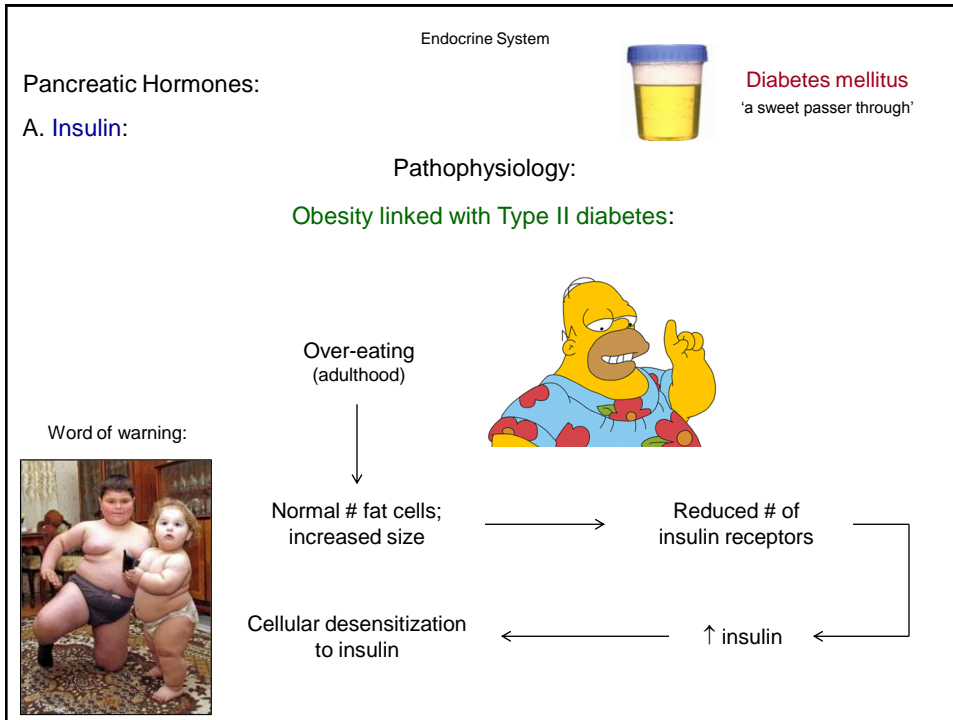 Endocrine System
Pancreatic Hormones:
Diabetes mellitus
‘a sweet passer through’
A. Insulin:
Pathophysiology:
Obesity linked with Type II diabetes:
Over-eating
(adulthood)
Word of warning:
Normal # fat cells;
increased size
Reduced # of
insulin receptors
↑ insulin
Cellular desensitization
to insulin